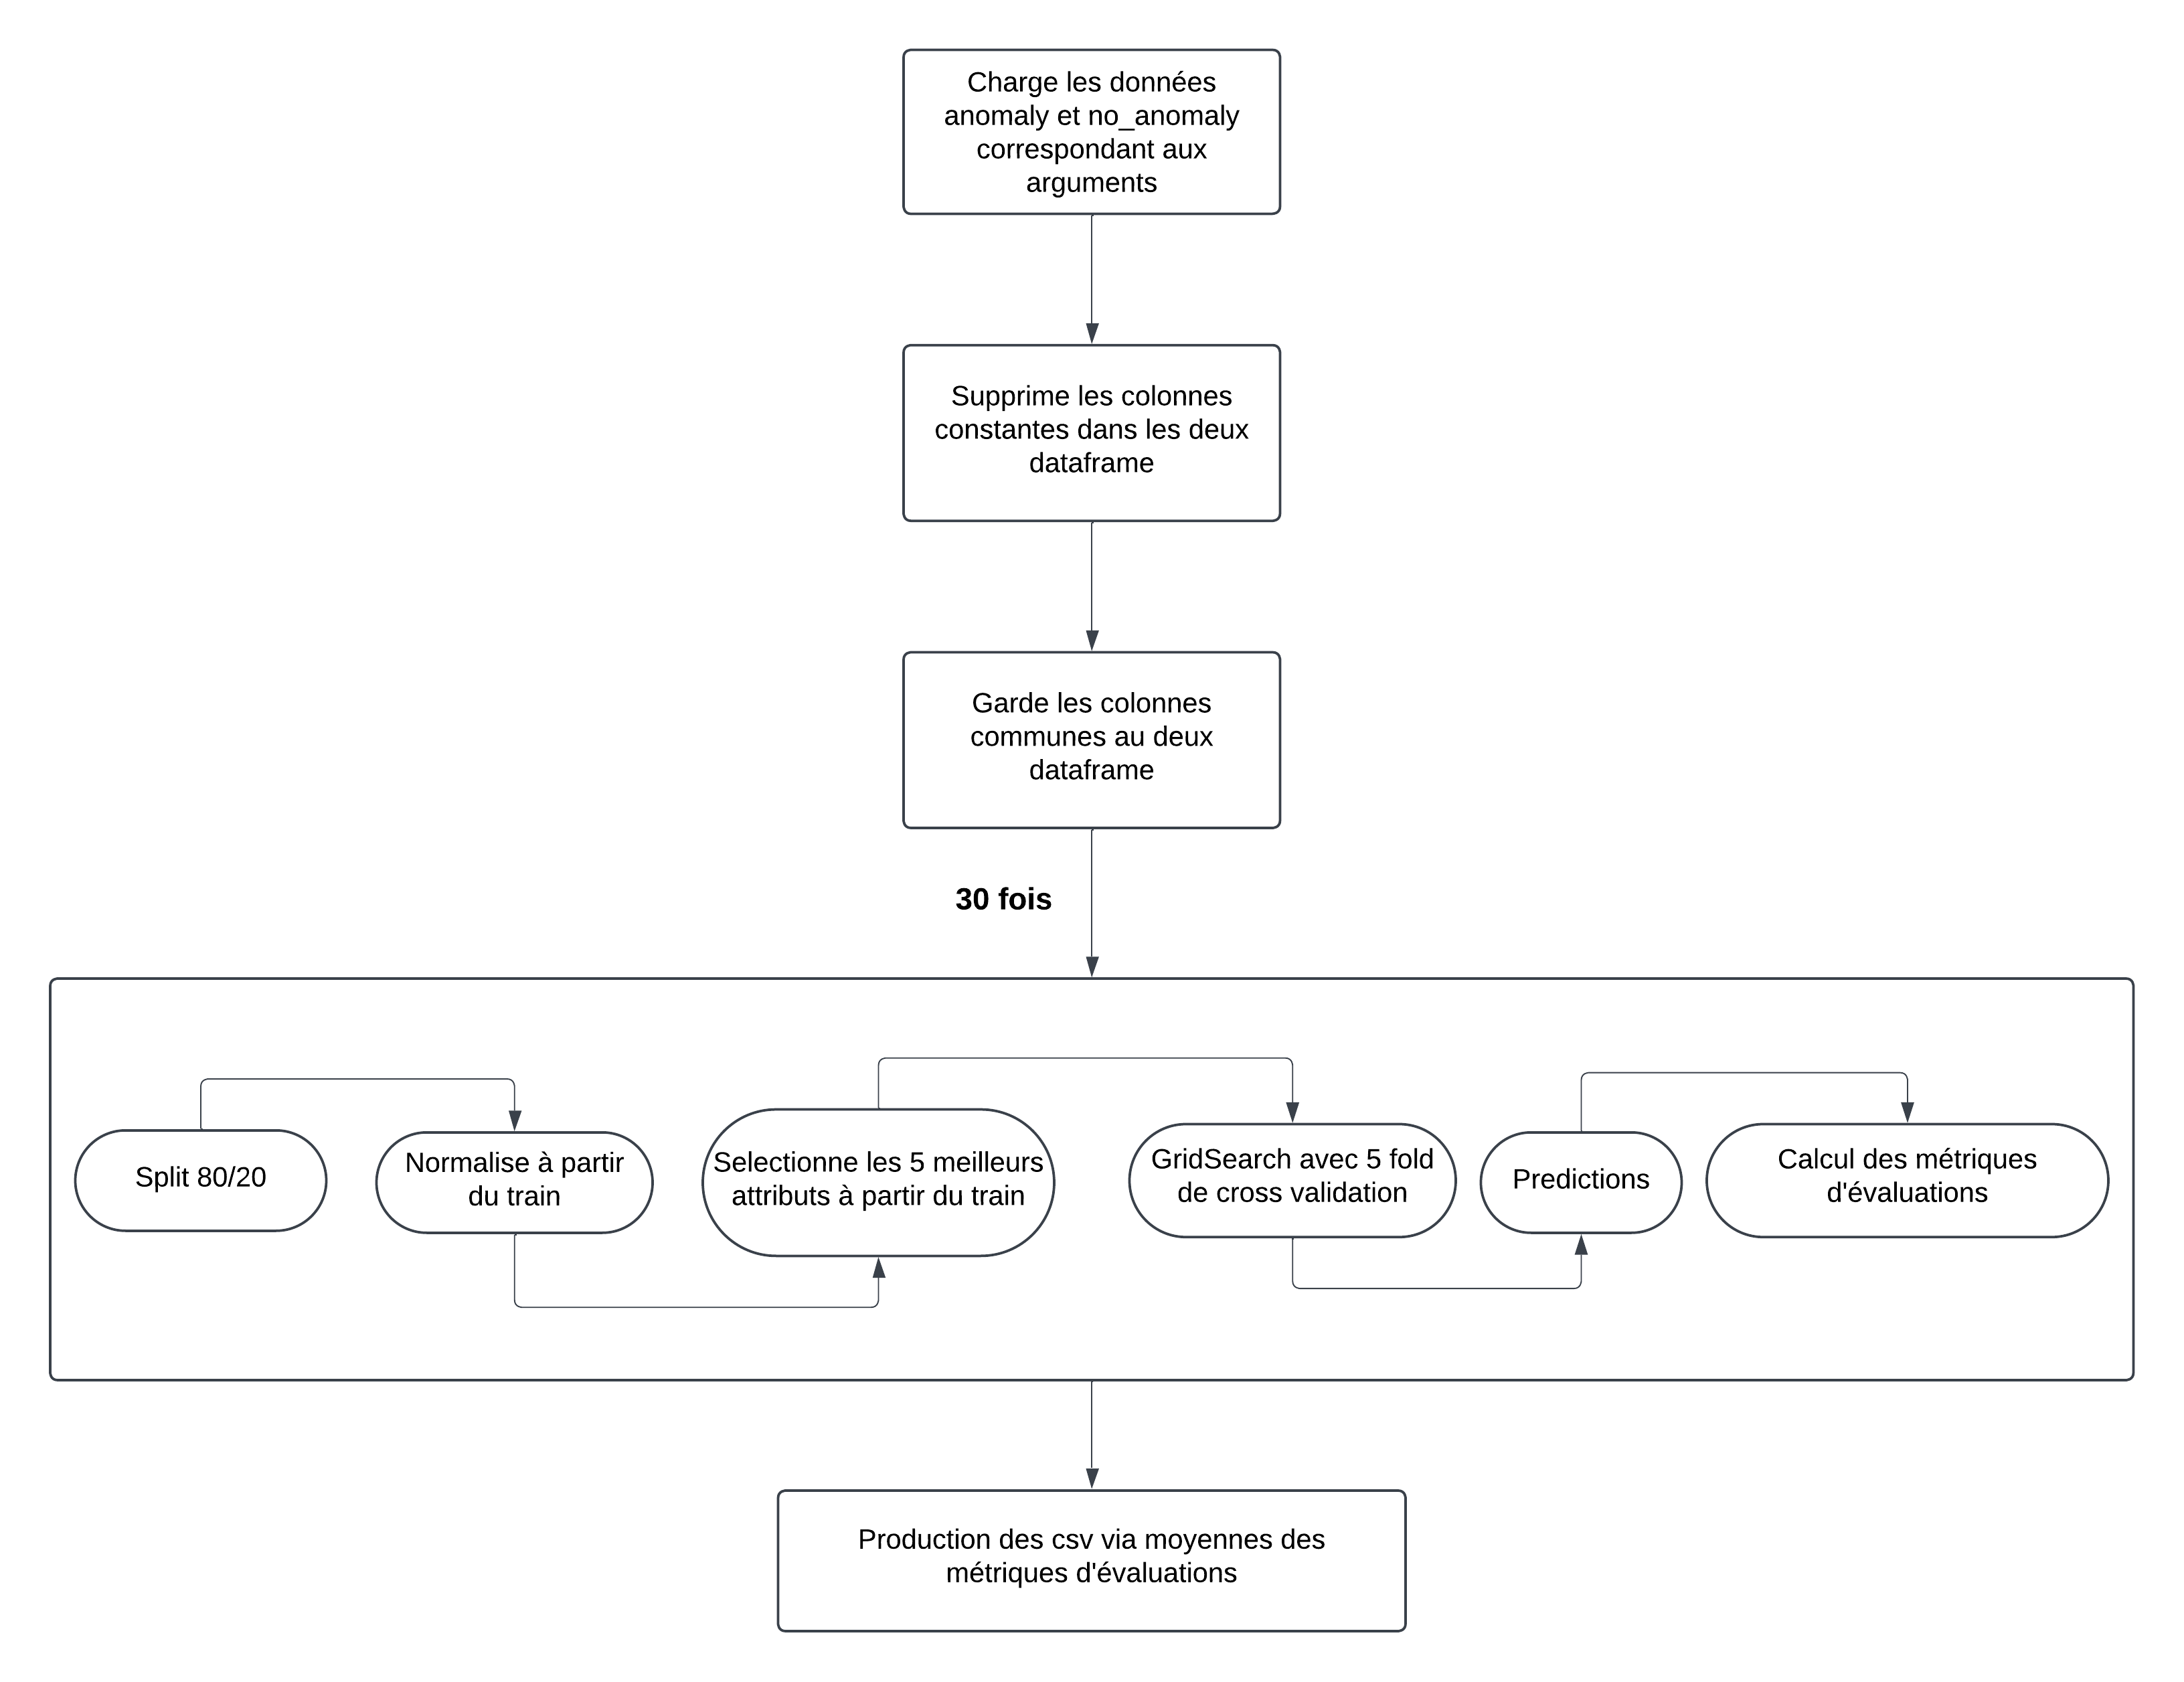 Charge les données
anomaly et no_anomaly
correspondant aux
arguments
Supprime les colonnes
constantes dans les deux
dataframe
Garde les colonnes
communes au deux
dataframe
30 fois
Split 80/20
Normalise à partir
du train
Selectionne les 5 meilleurs
attributs à partir du train
GridSearch avec 5 fold
de cross validation
Predictions
Calcul des métriques
d'évaluations
Production des csv via moyennes des
métriques d'évaluations